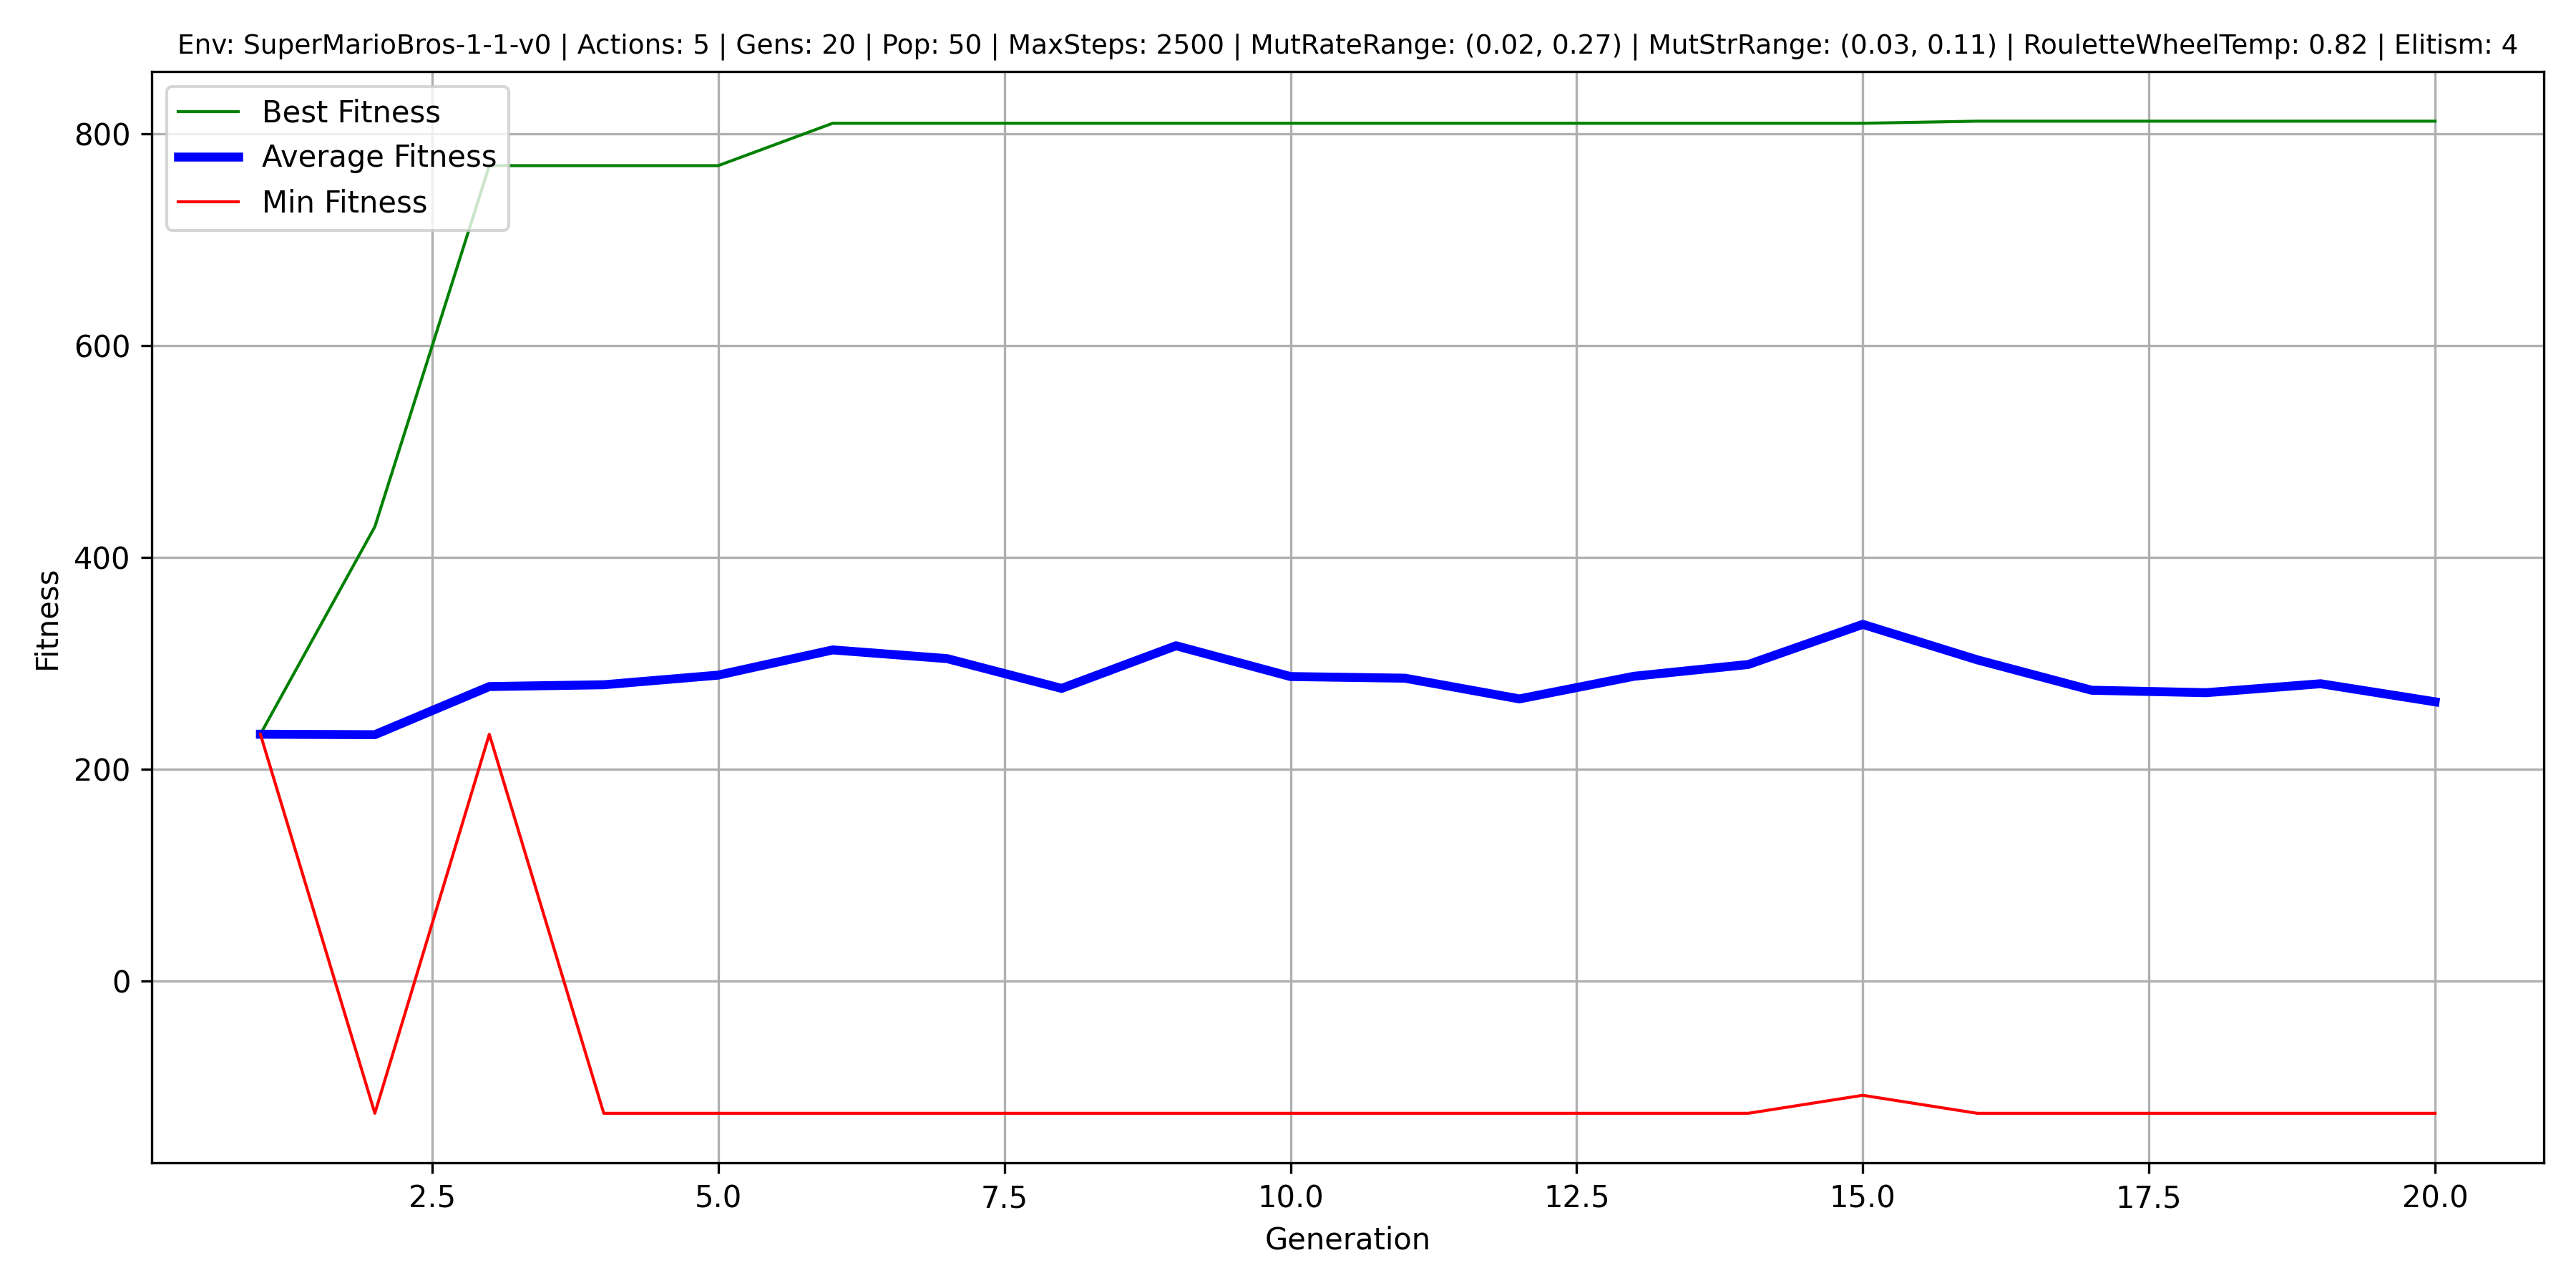 Env: SuperMarioBros-1-1-v0 | Actions: 5 | Gens: 20 | Pop: 50 | MaxSteps: 2500 | MutRateRange: (0.02, 0.27) | MutStrRange: (0.03, 0.11) | RouletteWheelTemp: 0.82 | Elitism: 4
Best Fitness
Average Fitness
Min Fitness
800
600
400
200
0
Fitness
2.5 5.0 7.5 10.0 12.5 15.0 17.5 20.0
Generation